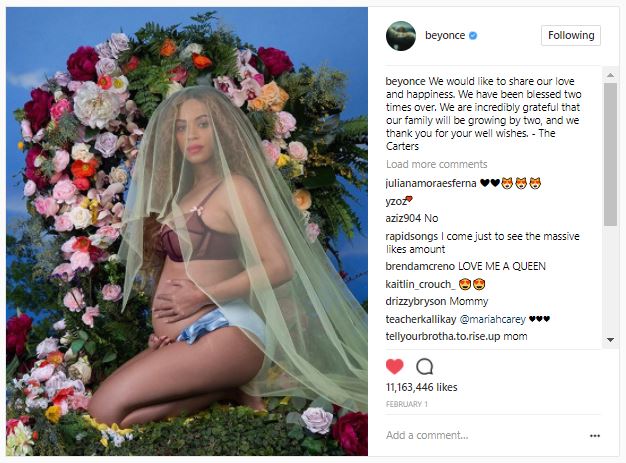 beyonce
Following
beyonce We would like to share our love
and happiness. We have been blessed two
times over. We are incredibly grateful that
our family will be growing by two, and we
thank you for your well wishes. - The
Carters
Load more comments
julianamoraesferna ♥♥😻😻😻
yzoz💘
aziz904 No
rapidsongs I come just to see the massive
likes amount
brendamcreno LOVE ME A QUEEN
kaitlin_crouch_ 😍😍
drizzybryson Mommy
teacherkallikay @mariahcarey ♥♥♥
tellyourbrotha.to.rise.up mom
11,163,446 likes
FEBRUARY 1
Add a comment...